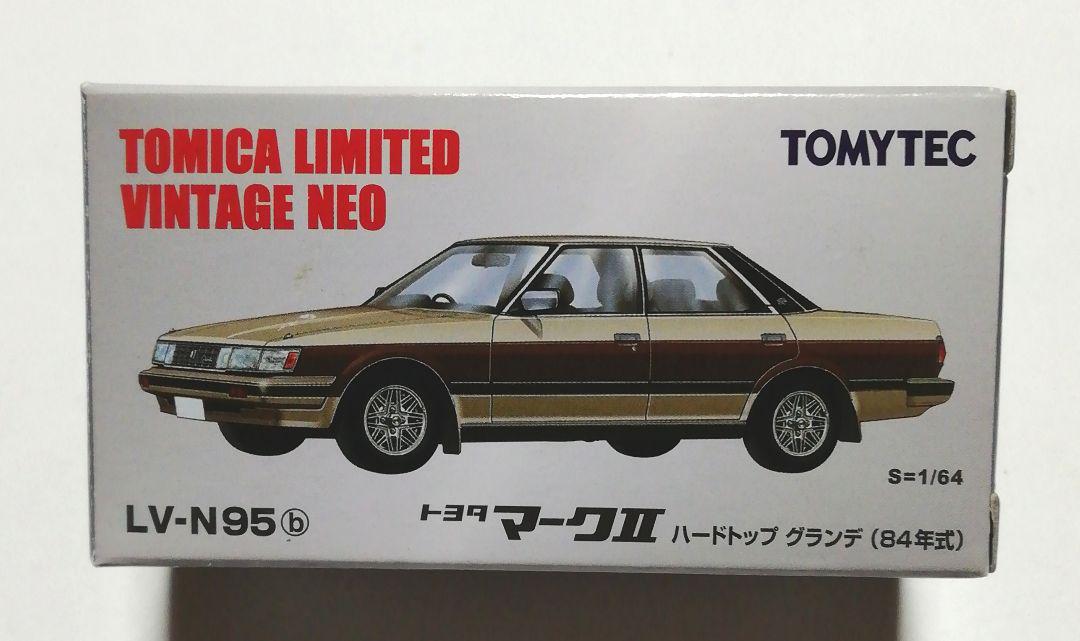 TOMICA LIMITED
VINTAGE NEO
TOMYTEC
S=1/64
LV-N95ⓑ
トヨタ マークⅡ ハードトップ グランデ (84年式)